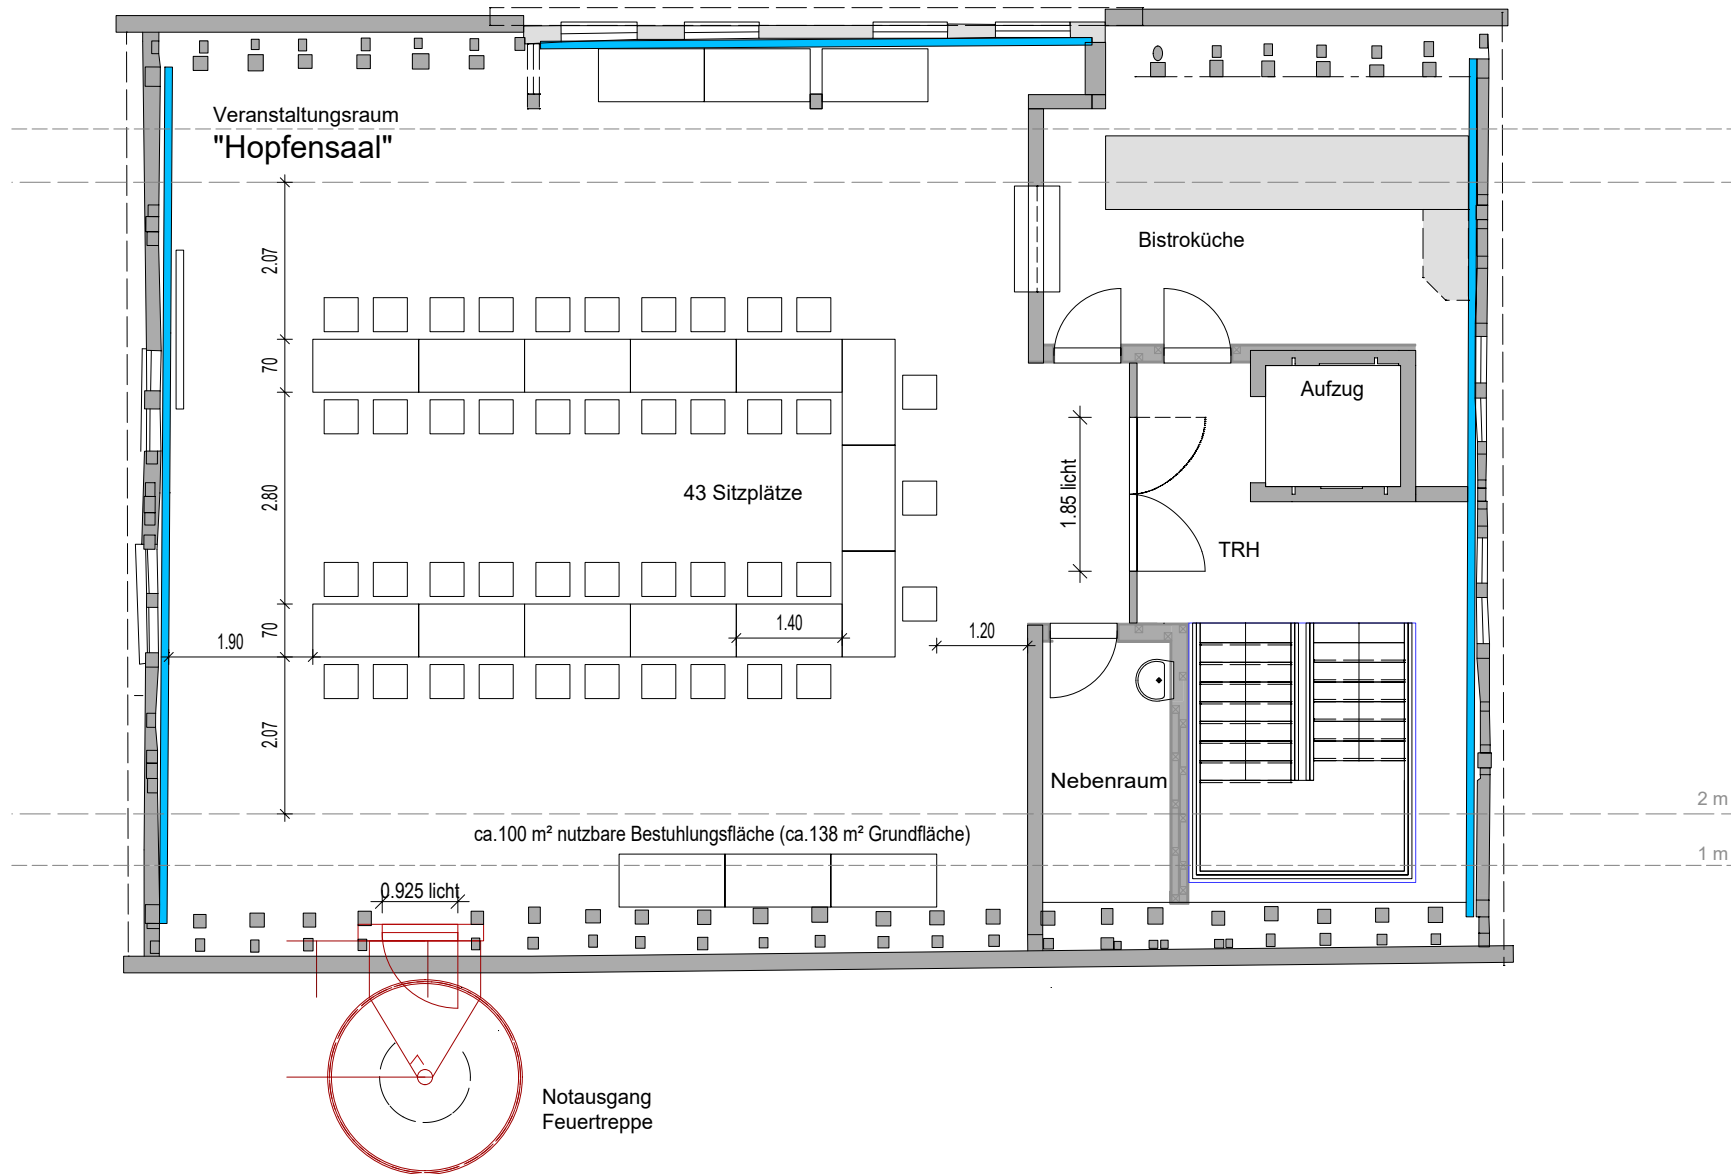 Veranstaltungsraum
"Hopfensaal"
2.07
70
2.80
70
2.07
1.90
43 Sitzplätze
1.40
1.20
1.85 licht
Bistroküche
Aufzug
TRH
Nebenraum
2 m
1 m
ca.100 m² nutzbare Bestuhlungsfläche (ca.138 m² Grundfläche)
0.925 licht
Notausgang
Feuertreppe